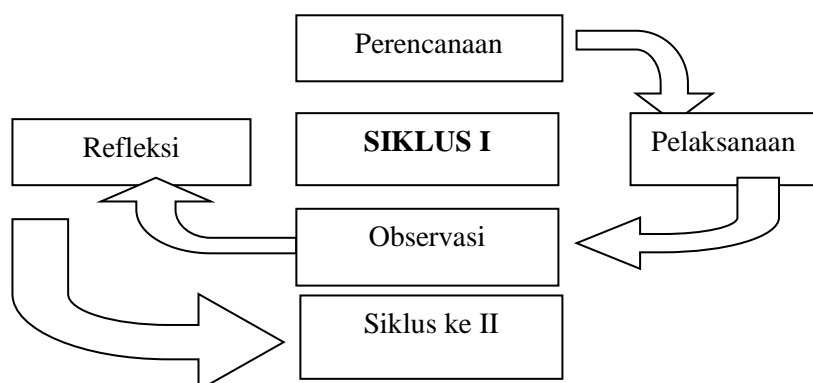 Perencanaan
Refleksi
SIKLUS I
Pelaksanaan
Observasi
Siklus ke II